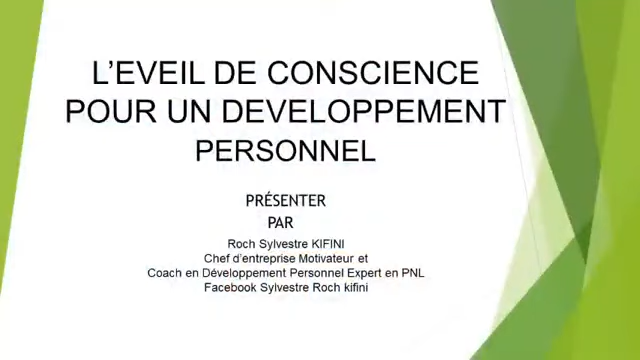 L’EVEIL DE CONSCIENCE
POUR UN DEVELOPPEMENT
PERSONNEL
PRÉSENTER
PAR
Roch Sylvestre KIFINI
Chef d’entreprise Motivateur et
Coach en Développement Personnel Expert en PNL
Facebook Sylvestre Roch kifini